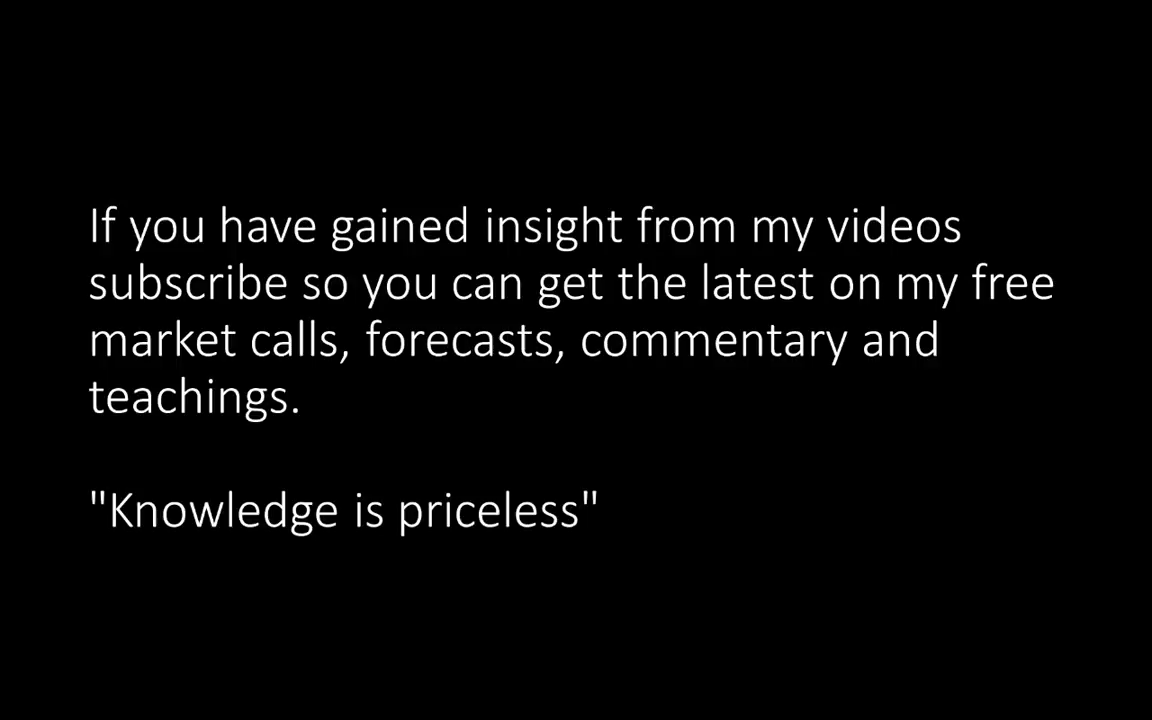 If you have gained insight from my videos
subscribe so you can get the latest on my free
market calls, forecasts, commentary and
teachings.
"Knowledge is priceless"